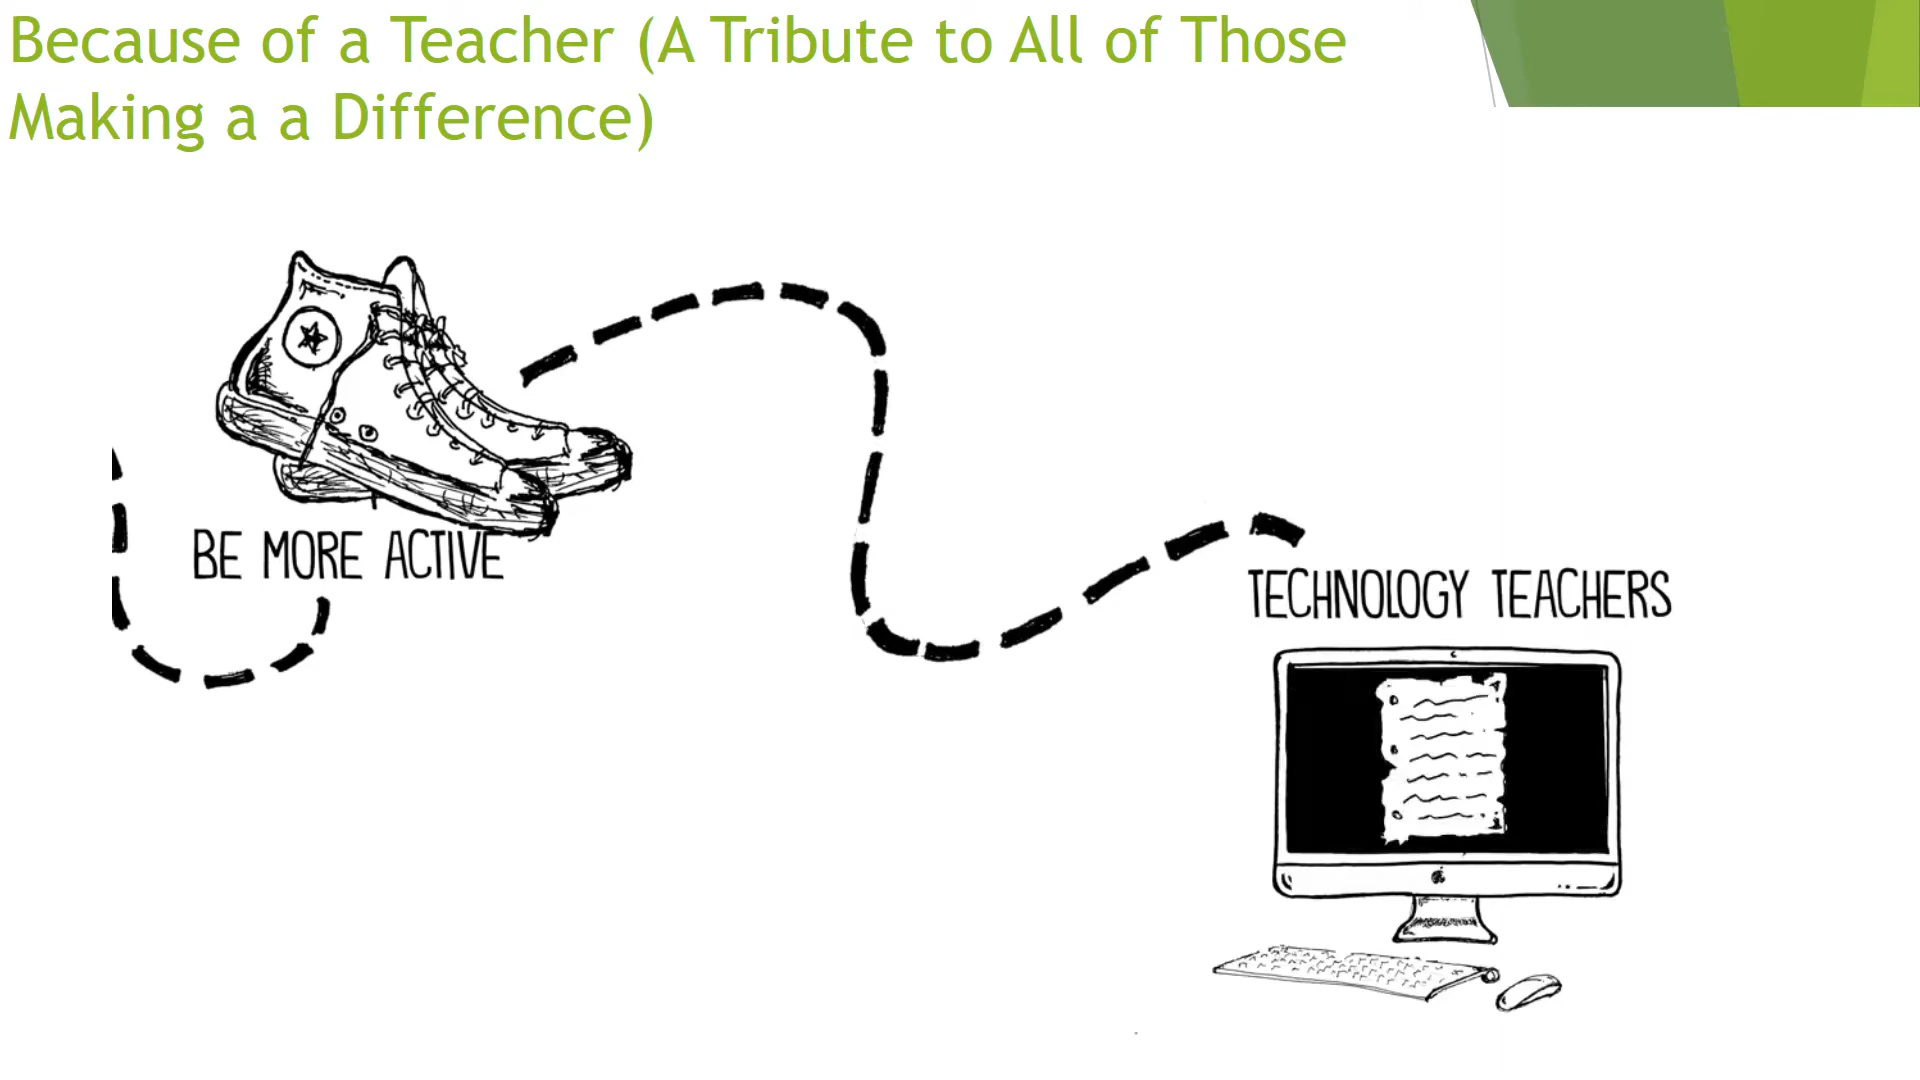 Because of a Teacher (A Tribute to All of Those
Making a a Difference)
BE MORE ACTIVE
TECHNOLOGY TEACHERS